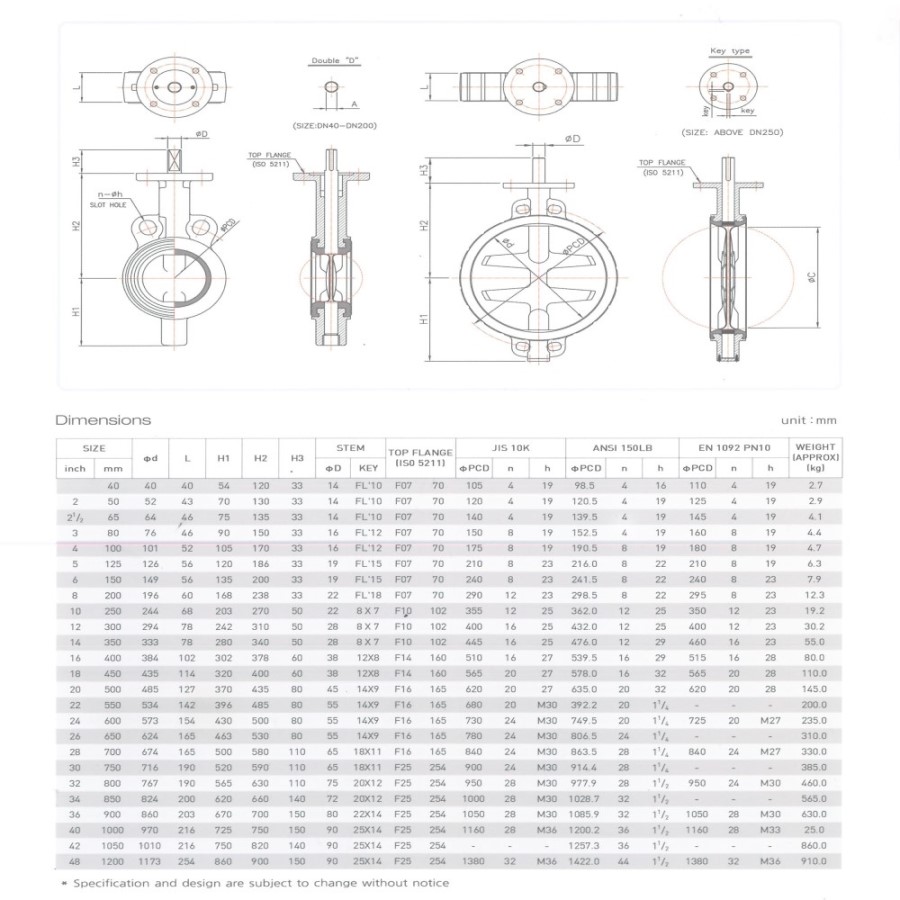 Double "D"
Key type
L
A
L
key
key
(SIZE:DN40-DN200)
(SIZE: ABOVE DN250)
øD
øD
H3
TOP FLANGE
(ISO 5211)
H3
TOP FLANGE
(ISO 5211)
n-øh
SLOT HOLE
H2
øPCD
H2
ød
øPCD
øC
H1
H1
Dimensions
unit : mm
SIZE Φd L H1 H2 H3 STEM TOP FLANGE (ISO 5211) JIS 10K ANSI 150LB EN 1092 PN10 WEIGHT (APPROX) (kg)
inch mm ΦD KEY ΦPCD n h ΦPCD n h ΦPCD n h
40 40 40 54 120 33 14 FL'10 F07 70 105 4 19 98.5 4 16 110 4 19 2.7
2 50 52 43 70 130 33 14 FL'10 F07 70 120 4 19 120.5 4 19 125 4 19 2.9
2 1/2 65 64 46 75 135 33 14 FL'10 F07 70 140 4 19 139.5 4 19 145 4 19 4.1
3 80 76 46 90 150 33 16 FL'12 F07 70 150 8 19 152.5 4 19 160 8 19 4.4
4 100 101 52 105 170 33 16 FL'12 F07 70 175 8 19 190.5 8 19 180 8 19 4.7
5 125 126 56 120 186 33 19 FL'15 F07 70 210 8 23 216.0 8 22 210 8 19 6.3
6 150 149 56 135 200 33 19 FL'15 F07 70 240 8 23 241.5 8 22 240 8 23 7.9
8 200 196 60 168 238 33 22 FL'18 F07 70 290 12 23 298.5 8 22 295 8 23 12.3
10 250 244 68 203 270 50 22 8X7 F10 102 355 12 25 362.0 12 25 350 12 23 19.2
12 300 294 78 242 310 50 28 8X7 F10 102 400 16 25 432.0 12 25 400 12 23 30.2
14 350 333 78 280 340 50 28 8X7 F10 102 445 16 25 476.0 12 29 460 16 23 55.0
16 400 384 102 302 378 60 38 12X8 F14 160 510 16 27 539.5 16 29 515 16 28 80.0
18 450 435 114 320 400 60 38 12X8 F14 160 565 20 27 578.0 16 32 565 20 28 110.0
20 500 485 127 370 435 80 45 14X9 F16 165 620 20 27 635.0 20 32 620 20 28 145.0
22 550 534 142 396 485 80 55 14X9 F16 165 680 20 M30 392.2 20 1 1/4 - - - 200.0
24 600 573 154 430 500 80 55 14X9 F16 165 730 24 M30 749.5 20 1 1/4 725 20 M27 235.0
26 650 624 165 463 530 80 55 14X9 F16 165 780 24 M30 806.5 24 1 1/4 - - - 310.0
28 700 674 165 500 580 110 65 18X11 F16 165 840 24 M30 863.5 28 1 1/4 840 24 M27 330.0
30 750 716 190 520 590 110 65 18X11 F25 254 900 24 M30 914.4 28 1 1/4 - - - 385.0
32 800 767 190 565 630 110 75 20X12 F25 254 950 28 M30 977.9 28 1 1/2 950 24 M30 460.0
34 850 824 200 620 660 140 72 20X12 F25 254 1000 28 M30 1028.7 32 1 1/2 - - - 565.0
36 900 860 203 670 700 150 80 22X14 F25 254 1050 28 M30 1085.9 32 1 1/2 1050 28 M30 630.0
40 1000 970 216 725 750 150 90 25X14 F25 254 1160 28 M36 1200.2 36 1 1/2 1160 28 M33 25.0
42 1050 1010 216 750 820 140 90 25X14 F25 254 - - - 1257.3 36 1 1/2 - - - 860.0
48 1200 1173 254 860 900 150 90 25X14 F25 254 1380 32 M36 1422.0 44 1 1/2 1380 32 M36 910.0
* Specification and design are subject to change without notice